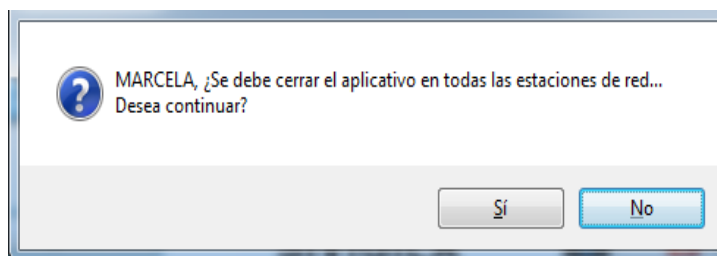 MARCELA, ¿Se debe cerrar el aplicativo en todas las estaciones de red...
Desea continuar?
Sí
No